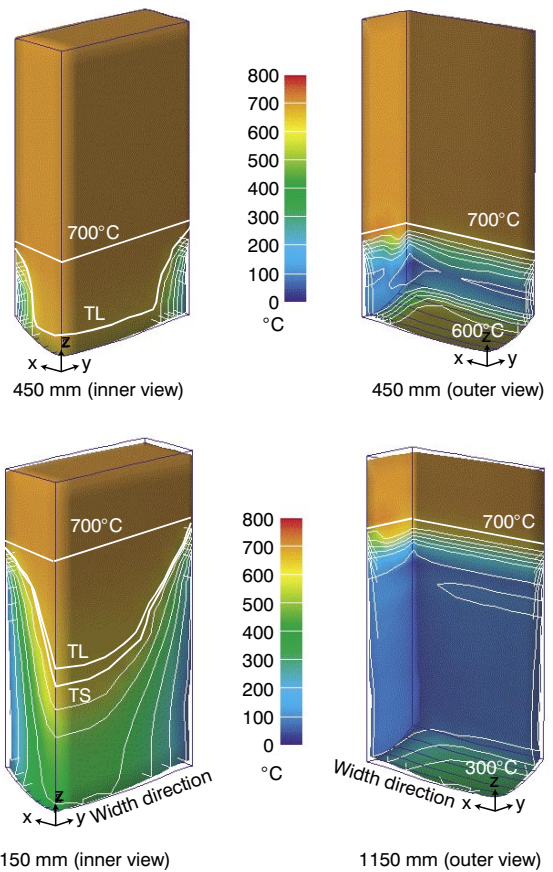 700°C
TL
z
x
y
450 mm (inner view)
800
700
600
500
400
300
200
100
0
°C
700°C
600°C
z
x
y
450 mm (outer view)
700°C
TL
TS
z
x
y
Width direction
150 mm (inner view)
800
700
600
500
400
300
200
100
0
°C
700°C
300°C
Width direction
z
x
y
1150 mm (outer view)